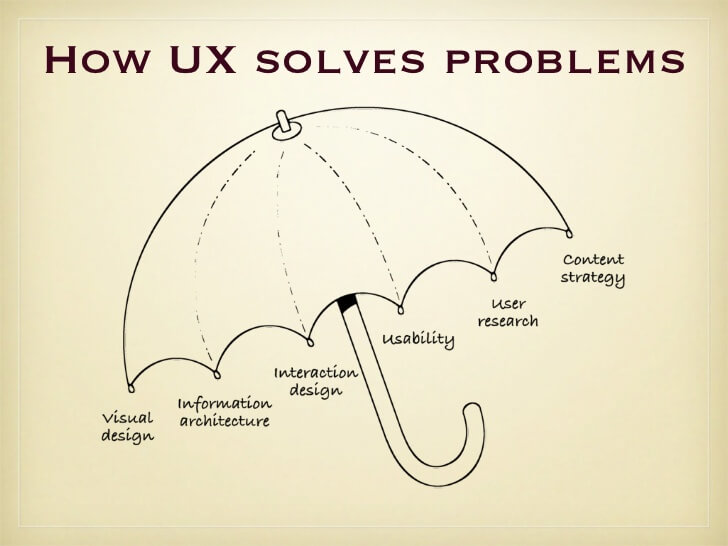 How UX solves problems
Content
strategy
User
research
Usability
Interaction
design
Information
architecture
Visual
design